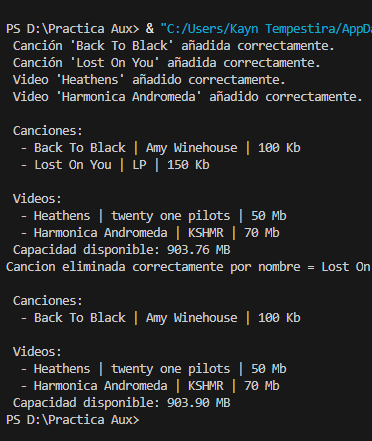 PS D:\Practica Aux> & "C:/Users/Kayn Tempestira/AppDa
Canción 'Back To Black' añadida correctamente.
Canción 'Lost On You' añadida correctamente.
Video 'Heathens' añadido correctamente.
Video 'Harmonica Andromeda' añadido correctamente.
Canciones:
- Back To Black | Amy Winehouse | 100 Kb
- Lost On You | LP | 150 Kb
Videos:
- Heathens | twenty one pilots | 50 Mb
- Harmonica Andromeda | KSHMR | 70 Mb
Capacidad disponible: 903.76 MB
Cancion eliminada correctamente por nombre = Lost On
Canciones:
- Back To Black | Amy Winehouse | 100 Kb
Videos:
- Heathens | twenty one pilots | 50 Mb
- Harmonica Andromeda | KSHMR | 70 Mb
Capacidad disponible: 903.90 MB
PS D:\Practica Aux>